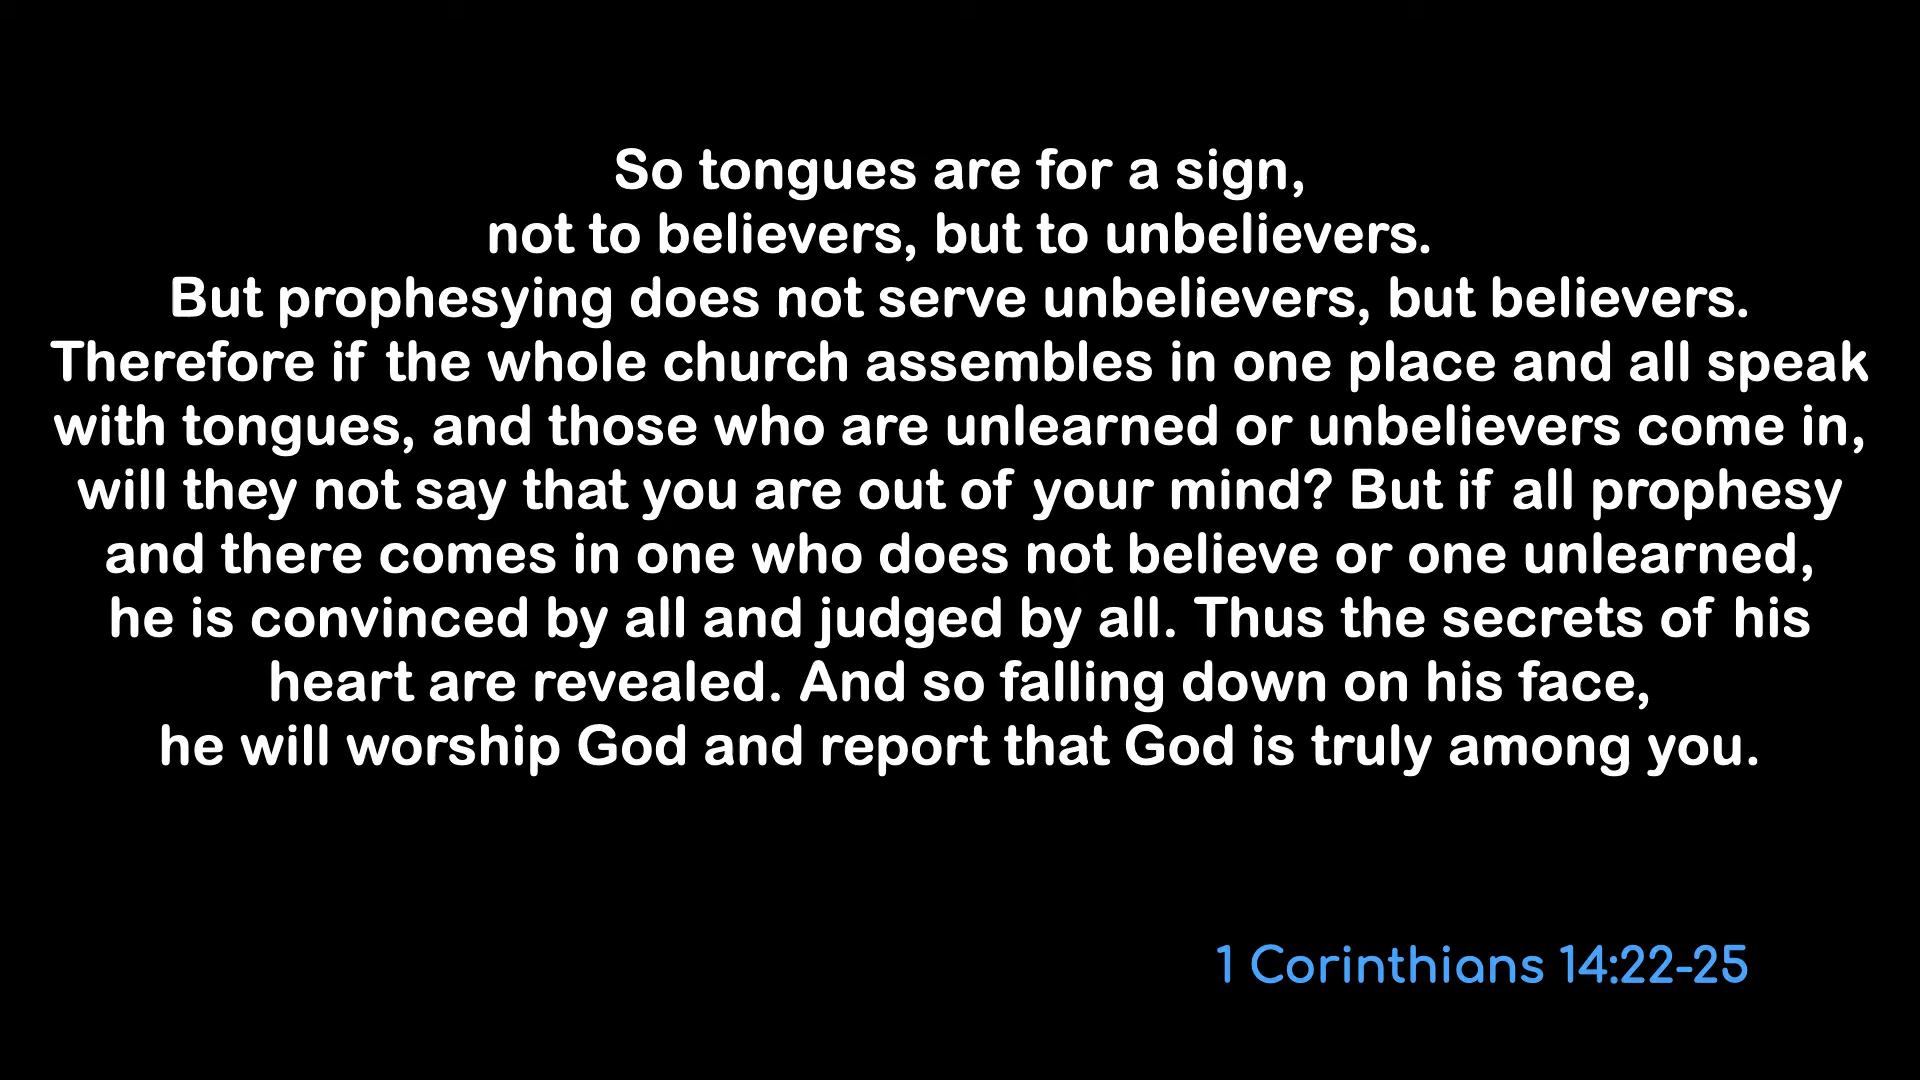 So tongues are for a sign,
not to believers, but to unbelievers.
But prophesying does not serve unbelievers, but believers.
Therefore if the whole church assembles in one place and all speak
with tongues, and those who are unlearned or unbelievers come in,
will they not say that you are out of your mind? But if all prophesy
and there comes in one who does not believe or one unlearned,
he is convinced by all and judged by all. Thus the secrets of his
heart are revealed. And so falling down on his face,
he will worship God and report that God is truly among you.
1 Corinthians 14:22-25